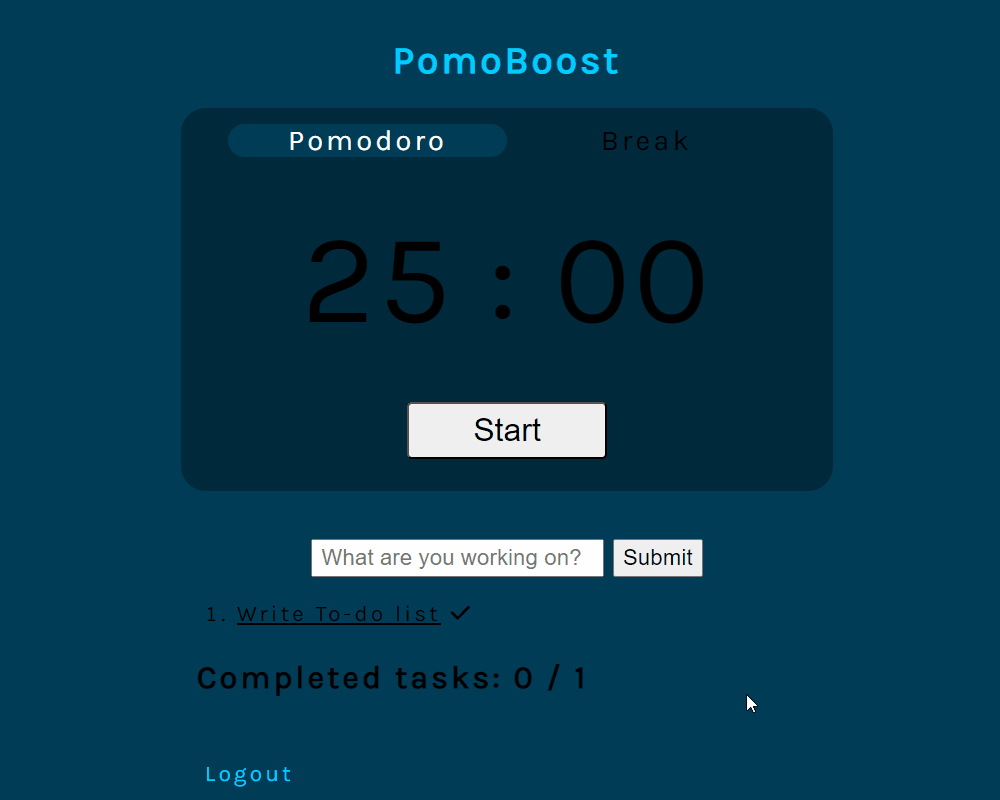 PomoBoost
Pomodoro Break
25 : 00
Start
What are you working on? Submit
1. Write To-do list
Completed tasks: 0 / 1
Logout